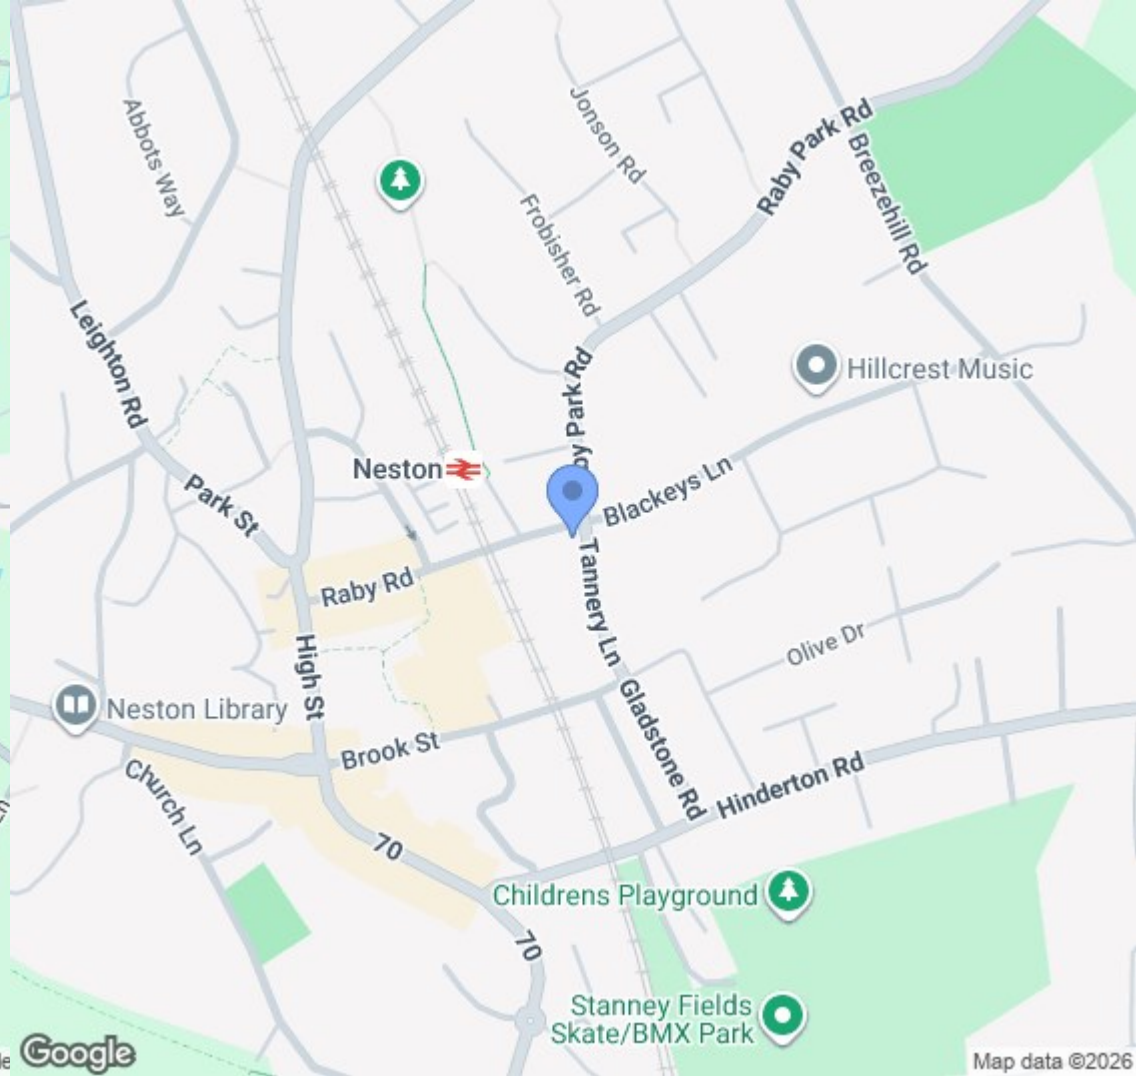 Abbots Way
Jonson Rd
Raby Park Rd
Breezehill Rd
Frobisher Rd
Leighton Rd
Park Rd
Hillcrest Music
Neston
Blackeys Ln
Park St
Tannery Ln
Raby Rd
Olive Dr
High St
Gladstone Rd
Neston Library
Brook St
Hinderton Rd
Church Ln
70
Childrens Playground
70
Stanney Fields
Skate/BMX Park
Google
Map data ©2026